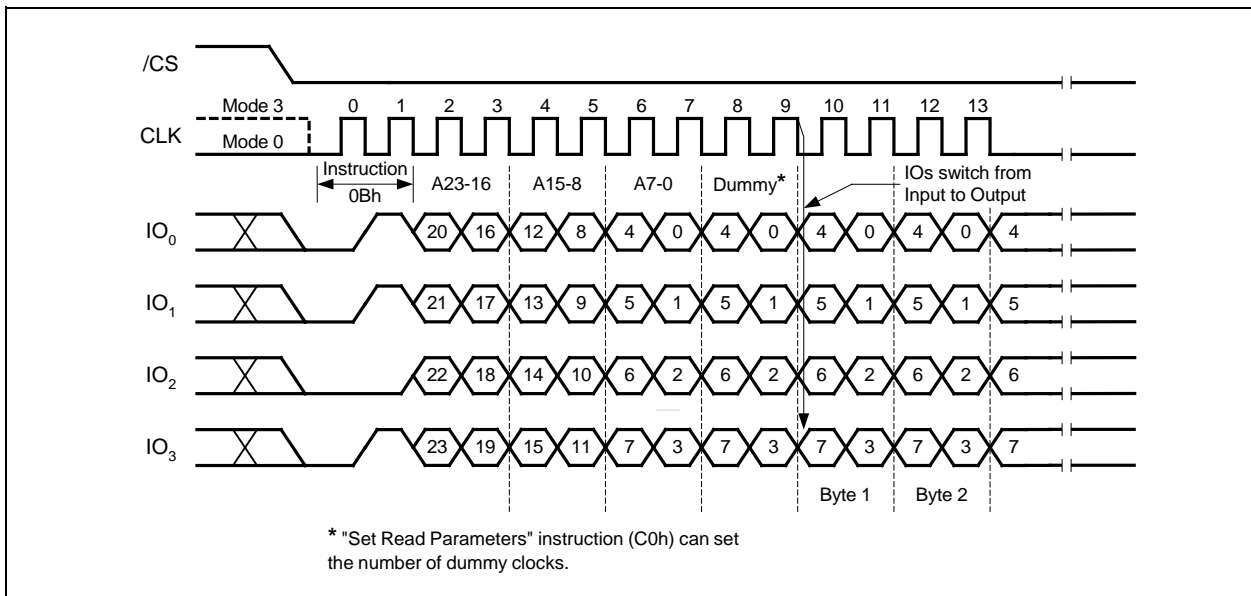 /CS
Mode 3 0 1 2 3 4 5 6 7 8 9 10 11 12 13
CLK
Mode 0
Instruction
0Bh
A23-16 A15-8 A7-0 Dummy*
IOs switch from
Input to Output
IO0 20 16 12 8 4 0 4 0 4 0 4 0 4
IO1 21 17 13 9 5 1 5 1 5 1 5 1 5
IO2 22 18 14 10 6 2 6 2 6 2 6 2 6
IO3 23 19 15 11 7 3 7 3 7 3 7 3 7
Byte 1 Byte 2
* "Set Read Parameters" instruction (C0h) can set
the number of dummy clocks.